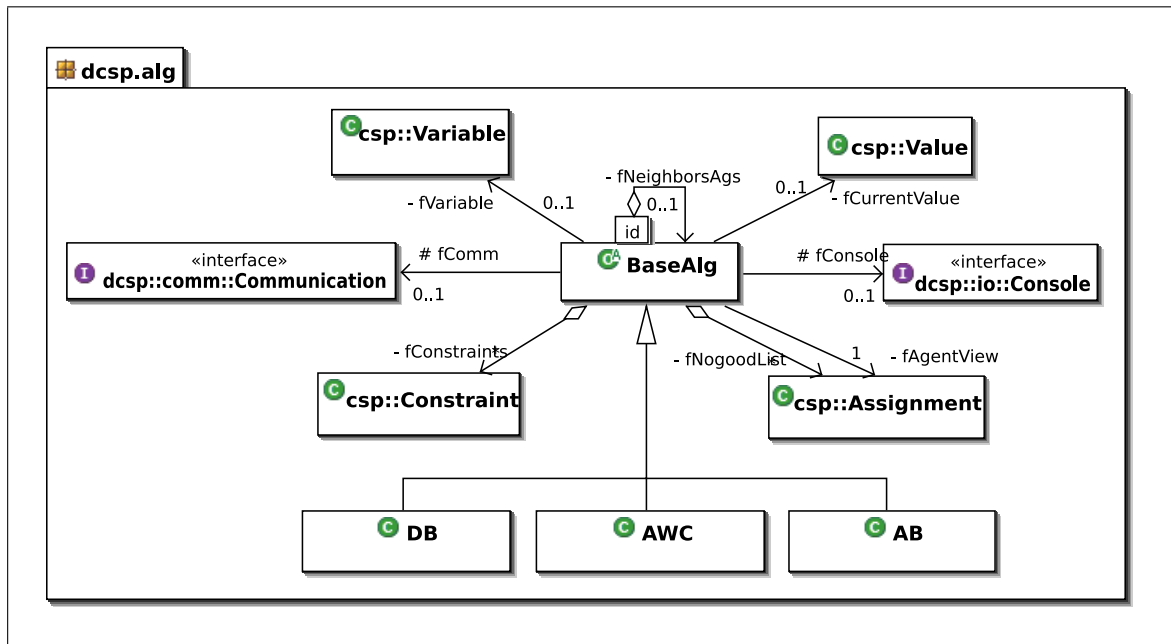 dcsp.alg
C csp::Variable
C csp::Value
- fNeighborsAgs
0..1
0..1
0..1
- fVariable
- fCurrentValue
id
«interface»
I dcsp::comm::Communication
# fComm
0..1
C A BaseAlg
# fConsole
0..1
«interface»
I dcsp::io::Console
- fConstraints
*
- fNogoodList
*
1
- fAgentView
C csp::Constraint
C csp::Assignment
C DB
C AWC
C AB